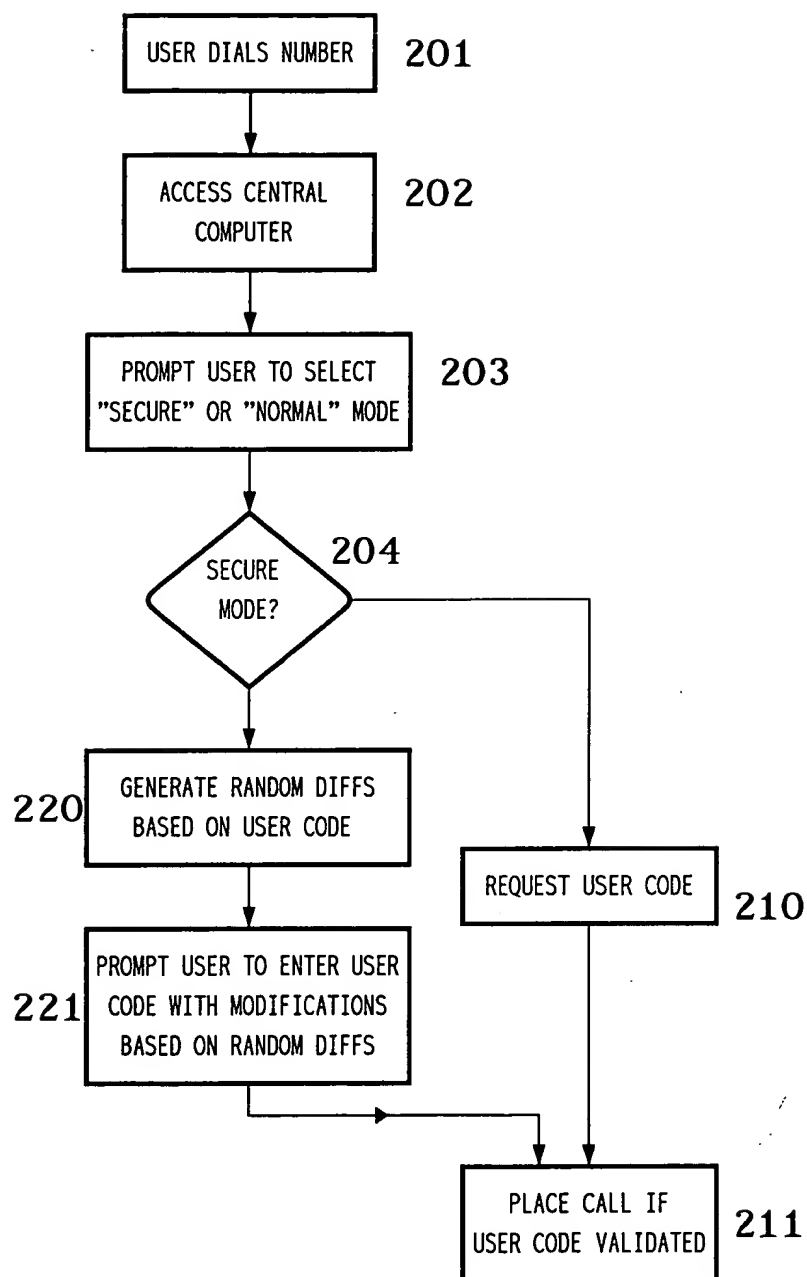 USER DIALS NUMBER 201
ACCESS CENTRAL 202
COMPUTER
PROMPT USER TO SELECT 203
"SECURE" OR "NORMAL" MODE
204
SECURE
MODE?
220 GENERATE RANDOM DIFFS
BASED ON USER CODE
REQUEST USER CODE 210
221 PROMPT USER TO ENTER USER
CODE WITH MODIFICATIONS
BASED ON RANDOM DIFFS
PLACE CALL IF 211
USER CODE VALIDATED